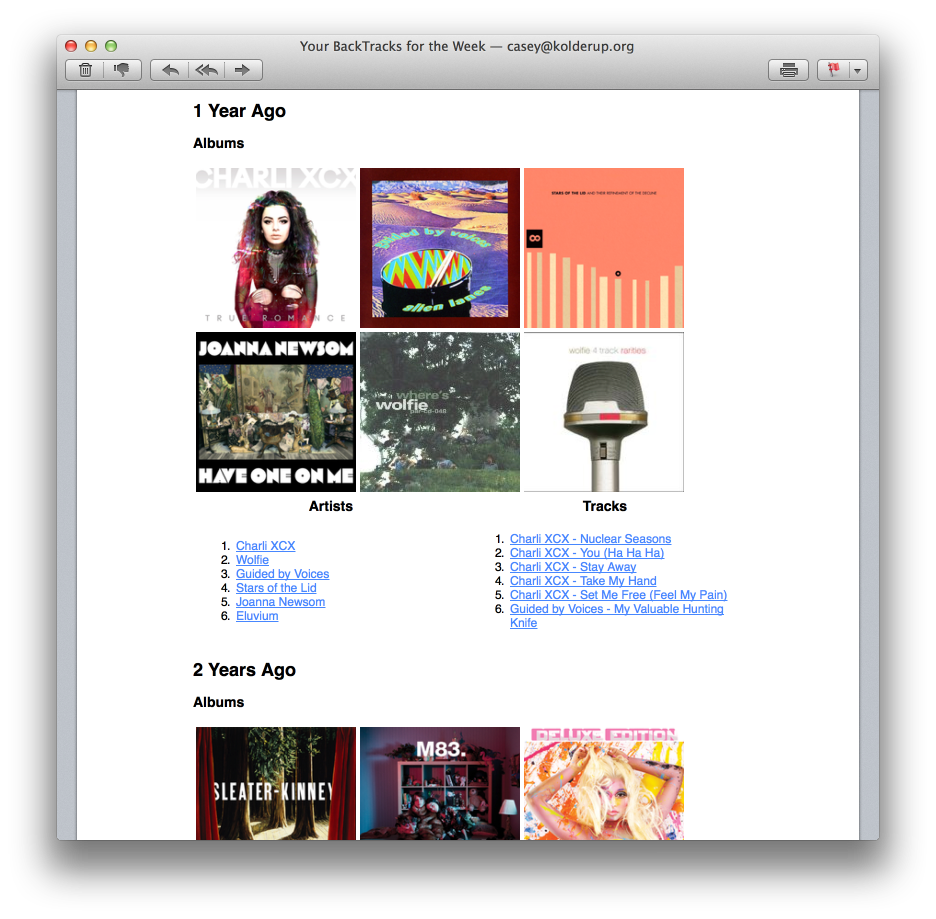 Your BackTracks for the Week — casey@kolderup.org
1 Year Ago
Albums
CHARLI XCX
TRUE ROMANCE
guided by voices
alien lanes
STARS OF THE LID AND THEIR REFINEMENT OF THE DECLINE
JOANNA NEWSOM
HAVE ONE ON ME
where's
wolfie
par-cd-046
wolfie 4 track rarities
Artists
1. Charli XCX
2. Wolfie
3. Guided by Voices
4. Stars of the Lid
5. Joanna Newsom
6. Eluvium
Tracks
1. Charli XCX - Nuclear Seasons
2. Charli XCX - You (Ha Ha Ha)
3. Charli XCX - Stay Away
4. Charli XCX - Take My Hand
5. Charli XCX - Set Me Free (Feel My Pain)
6. Guided by Voices - My Valuable Hunting
Knife
2 Years Ago
Albums
SLEATER-KINNEY
M83.
DELUXE EDITION